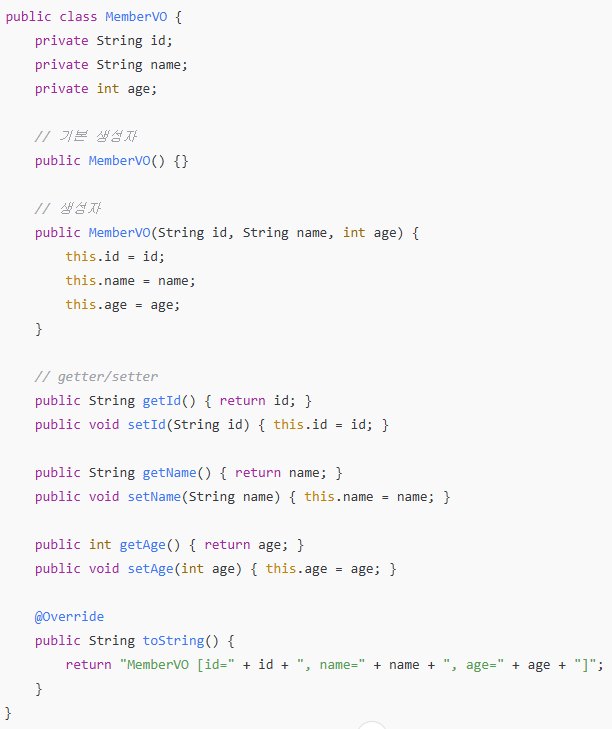 public class MemberVO {
    private String id;
    private String name;
    private int age;

    // 기본 생성자
    public MemberVO() {}

    // 생성자
    public MemberVO(String id, String name, int age) {
        this.id = id;
        this.name = name;
        this.age = age;
    }

    // getter/setter
    public String getId() { return id; }
    public void setId(String id) { this.id = id; }

    public String getName() { return name; }
    public void setName(String name) { this.name = name; }

    public int getAge() { return age; }
    public void setAge(int age) { this.age = age; }

    @Override
    public String toString() {
        return "MemberVO [id=" + id + ", name=" + name + ", age=" + age + "]";
    }
}